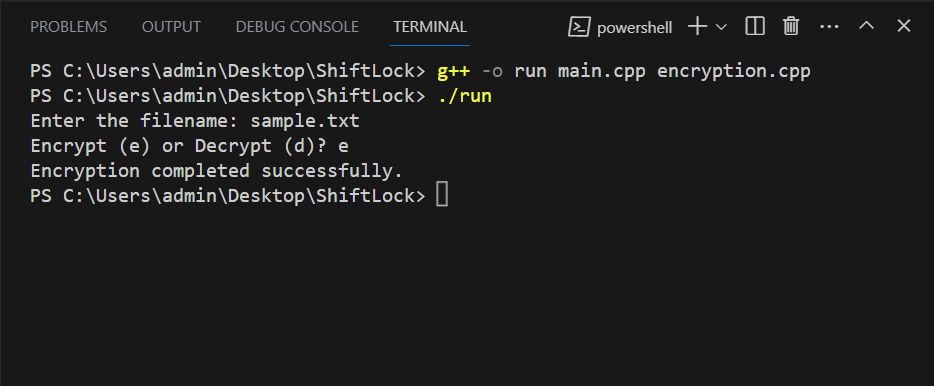 PROBLEMS OUTPUT DEBUG CONSOLE TERMINAL powershell
PS C:\Users\admin\Desktop\ShiftLock> g++ -o run main.cpp encryption.cpp
PS C:\Users\admin\Desktop\ShiftLock> ./run
Enter the filename: sample.txt
Encrypt (e) or Decrypt (d)? e
Encryption completed successfully.
PS C:\Users\admin\Desktop\ShiftLock>